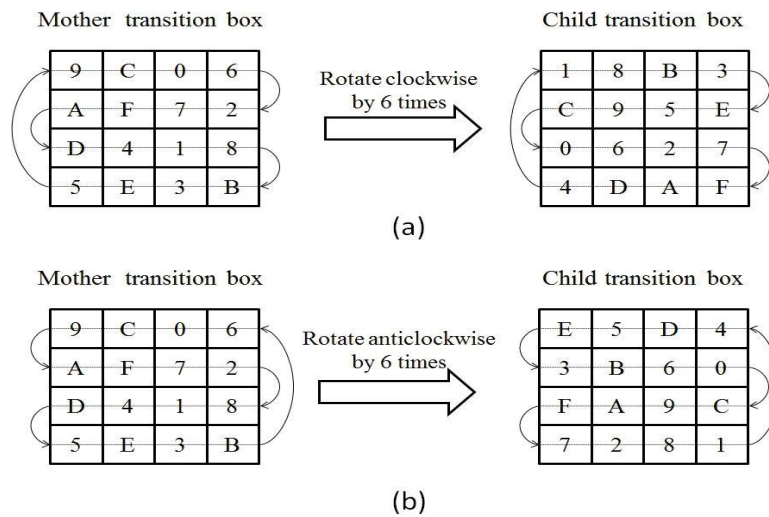 Mother transition box
Child transition box
9 C 0 6
A F 7 2
D 4 1 8
5 E 3 B
Rotate clockwise
by 6 times
1 8 B 3
C 9 5 E
0 6 2 7
4 D A F
(a)
Mother transition box
Child transition box
9 C 0 6
A F 7 2
D 4 1 8
5 E 3 B
Rotate anticlockwise
by 6 times
E 5 D 4
3 B 6 0
F A 9 C
7 2 8 1
(b)